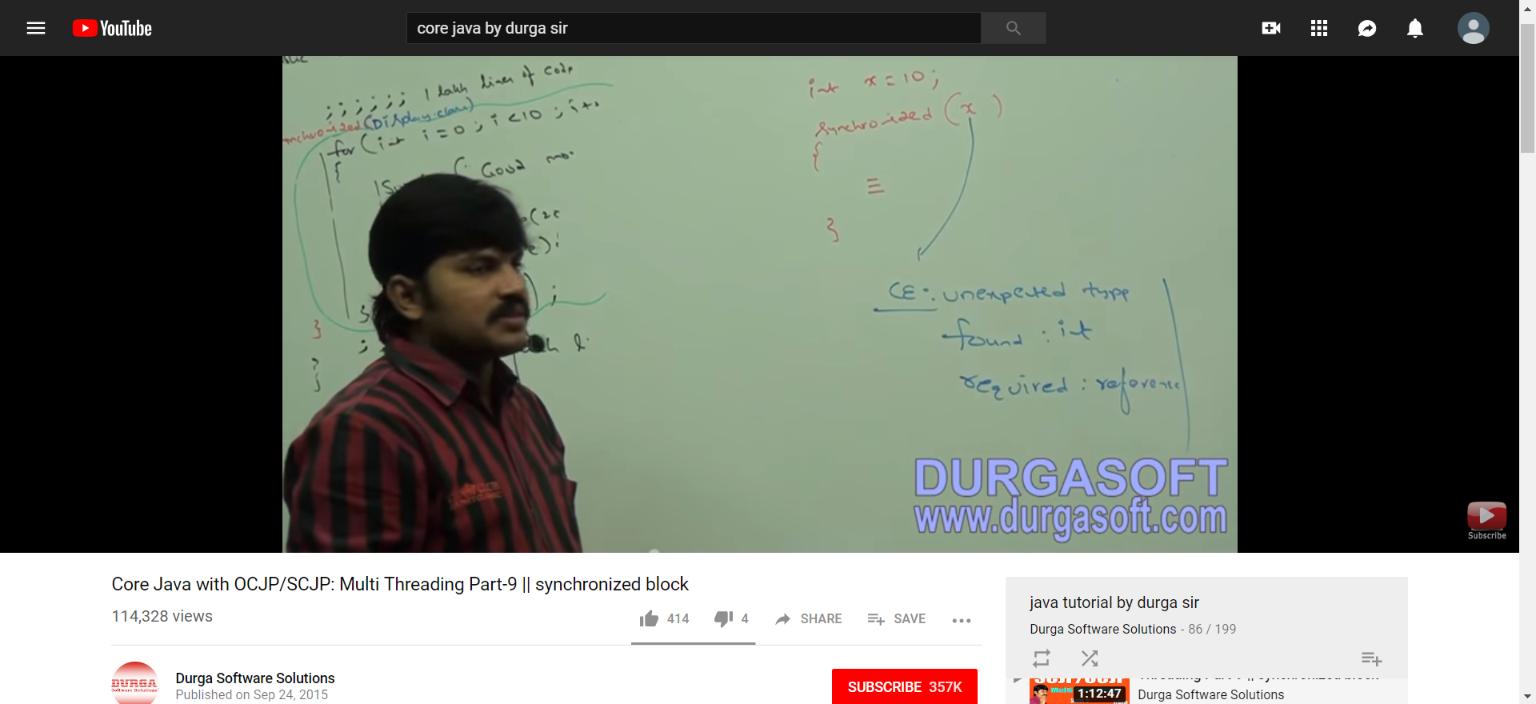 YouTube
core java by durga sir
;;;;;; 1 lakh lines of code
synchronized(Display.class)
for(int i=0; i<10; i++
{
Good mo
}
;
}
int x = 10;
synchronized (x)
{
≡
}
CE: unexpected type
found : int
required : reference
DURGASOFT
www.durgasoft.com
Subscribe
Core Java with OCJP/SCJP: Multi Threading Part-9 || synchronized block
114,328 views
414
4
SHARE
SAVE
DURGA
Software Solutions
Durga Software Solutions
Published on Sep 24, 2015
SUBSCRIBE 357K
java tutorial by durga sir
Durga Software Solutions - 86 / 199
1:12:47
Durga Software Solutions